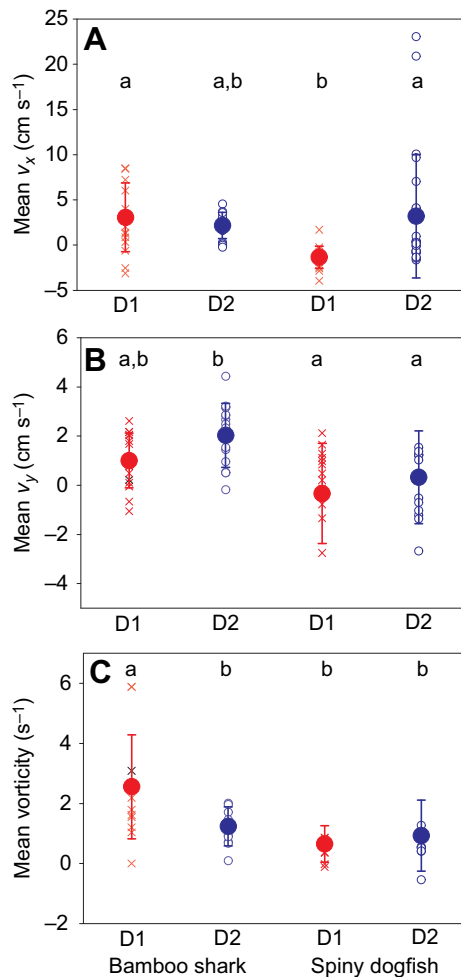 A
25
20
15
10
5
0
–5
Mean vx (cm s–1)
a a,b b a
D1 D2 D1 D2
B
6
4
2
0
–2
–4
Mean vy (cm s–1)
a,b b a a
D1 D2 D1 D2
C
6
4
2
0
–2
Mean vorticity (s–1)
a b b b
D1 D2 D1 D2
Bamboo shark Spiny dogfish